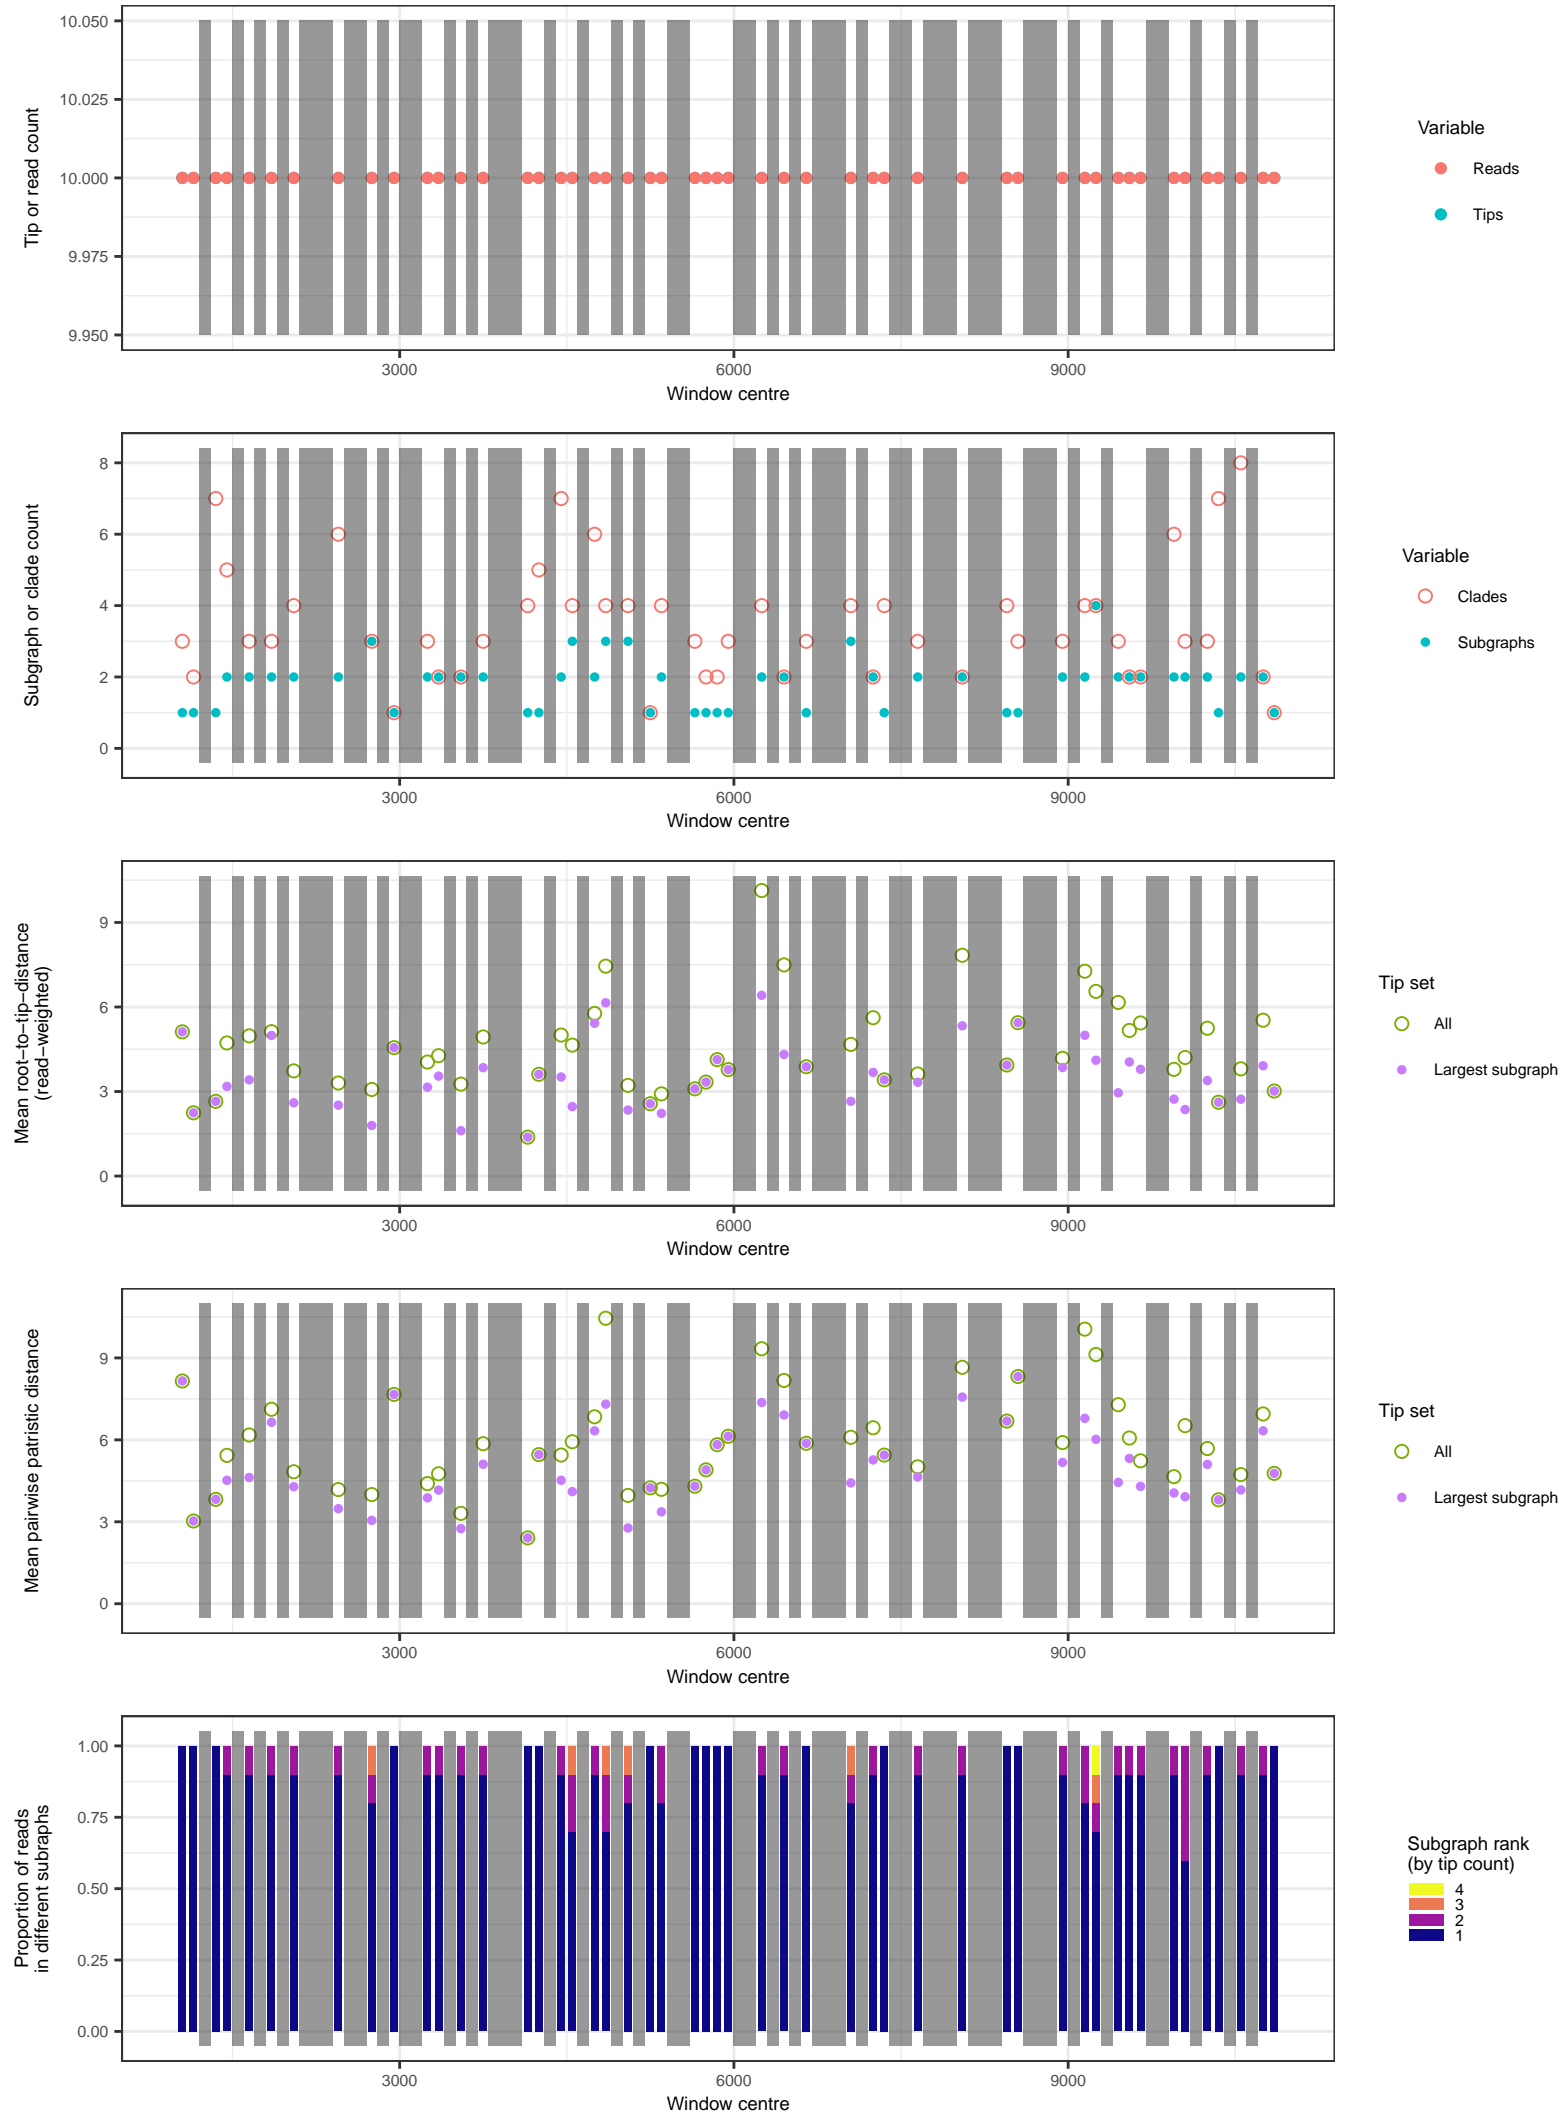 10.050
10.025
10.000
9.975
9.950
Tip or read count
3000
6000
9000
Window centre
Variable
Reads
Tips
8
6
4
2
0
Subgraph or clade count
3000
6000
9000
Window centre
Variable
Clades
Subgraphs
9
6
3
0
Mean root−to−tip−distance
(read−weighted)
3000
6000
9000
Window centre
Tip set
All
Largest subgraph
9
6
3
0
Mean pairwise patristic distance
3000
6000
9000
Window centre
Tip set
All
Largest subgraph
1.00
0.75
0.50
0.25
0.00
Proportion of reads
in different subraphs
3000
6000
9000
Window centre
Subgraph rank
(by tip count)
4
3
2
1